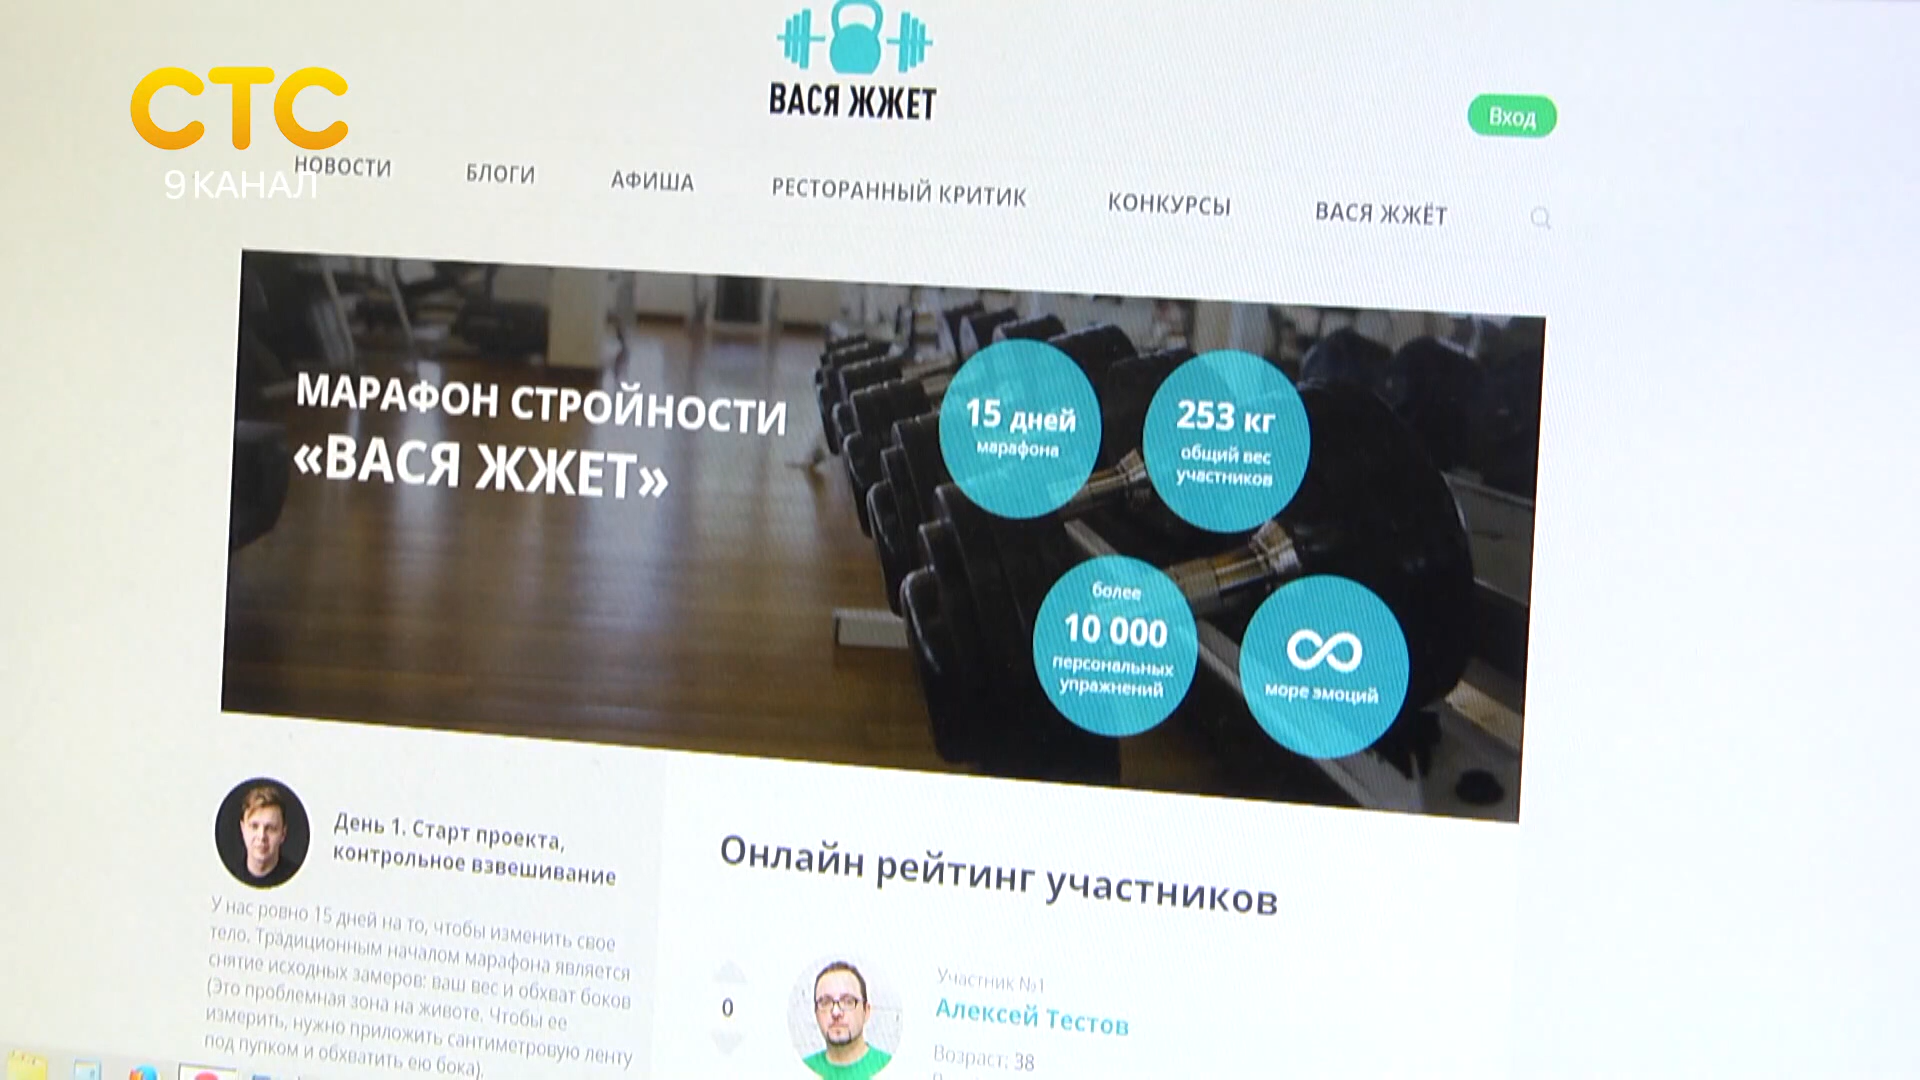 СТС
9 КАНАЛ
ВАСЯ ЖЖЕТ
Вход
НОВОСТИ
БЛОГИ
АФИША
РЕСТОРАННЫЙ КРИТИК
КОНКУРСЫ
ВАСЯ ЖЖЁТ
МАРАФОН СТРОЙНОСТИ
«ВАСЯ ЖЖЕТ»
15 дней
марафона
253 кг
общий вес
участников
более
10 000
персональных
упражнений
море эмоций
День 1. Старт проекта,
контрольное взвешивание
У нас ровно 15 дней на то, чтобы изменить свое
тело. Традиционным началом марафона является
снятие исходных замеров: ваш вес и обхват боков
(Это проблемная зона на животе. Чтобы ее
измерить, нужно приложить сантиметровую ленту
под пупком и обхватить ею бока).
Онлайн рейтинг участников
0
Участник №1
Алексей Тестов
Возраст: 38